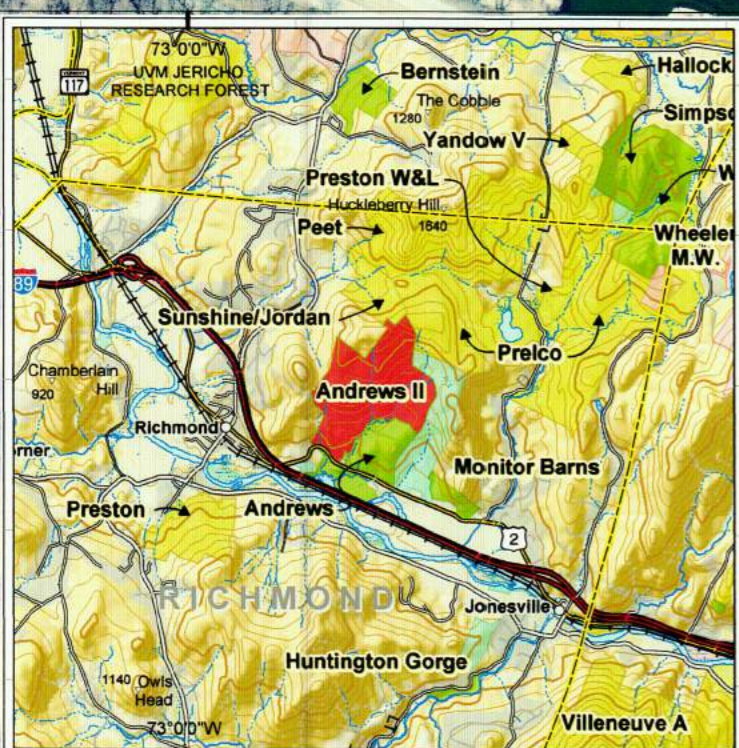 73°0'0"W
UVM JERICHO
RESEARCH FOREST
VERMONT
117
Bernstein
The Cobble
1280
Hallock
Simpso
Yandow V
W
Preston W&L
Huckleberry Hill
1640
Peet
Wheeler
M.W.
89
Sunshine/Jordan
Prelco
Chamberlain
Hill
920
Andrews II
Richmond
orner
Monitor Barns
Preston
Andrews
2
RICHMOND
Jonesville
Huntington Gorge
1140 Owls
Head
73°0'0"W
Villeneuve A